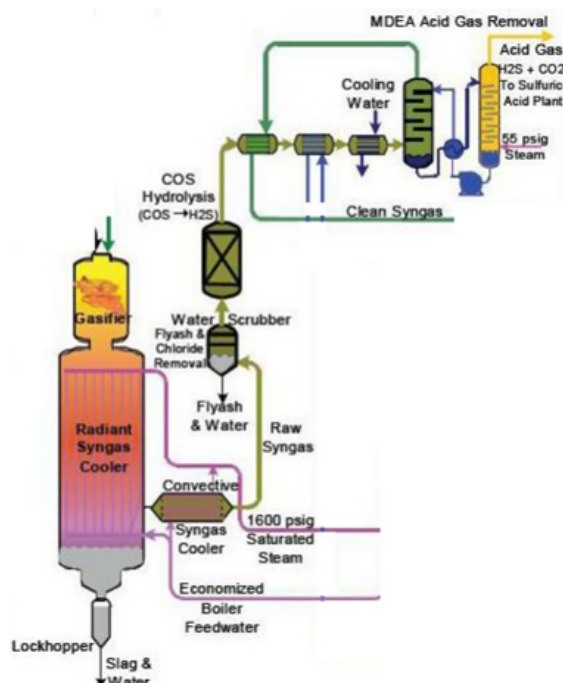 MDEA Acid Gas Removal
Acid Gas
H2S + CO2
To Sulfuric
Acid Plant
Cooling
Water
55 psig
Steam
COS
Hydrolysis
(COS →H2S)
Clean Syngas
Gasifier
Water Scrubber
Flyash &
Chloride
Removal
Flyash
& Water
Raw
Syngas
Radiant
Syngas
Cooler
Convective
Syngas
Cooler
1600 psig
Saturated
Steam
Economized
Boiler
Feedwater
Lockhopper
Slag &
Water